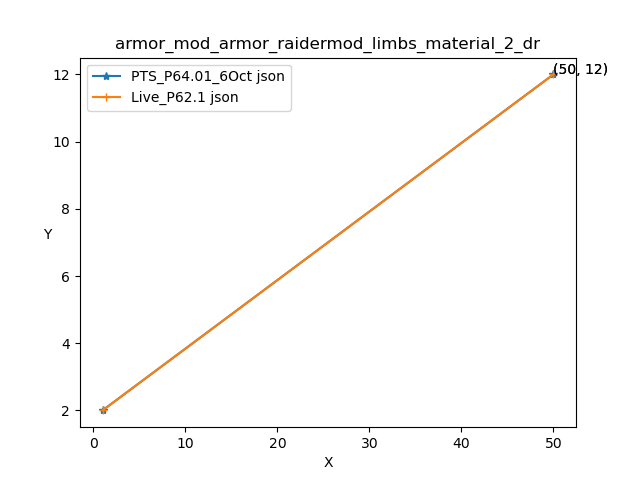 armor_mod_armor_raidermod_limbs_material_2_dr
PTS_P64.01_6Oct json
Live_P62.1 json
(50, 12)
12
10
8
6
4
2
Y
0 10 20 30 40 50
X